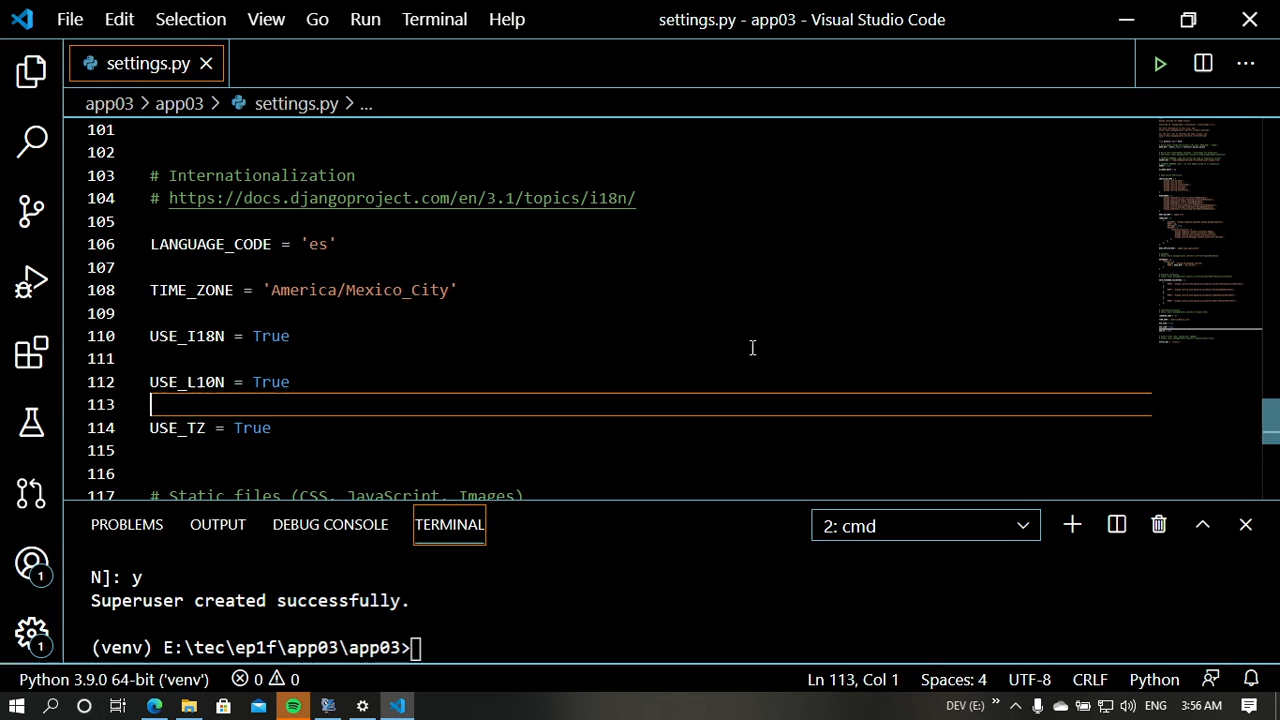 File Edit Selection View Go Run Terminal Help settings.py - app03 - Visual Studio Code
settings.py
app03 > app03 > settings.py > ...
101
102
103 # Internationalization
104 # https://docs.djangoproject.com/en/3.1/topics/i18n/
105
106 LANGUAGE_CODE = 'es'
107
108 TIME_ZONE = 'America/Mexico_City'
109
110 USE_I18N = True
111
112 USE_L10N = True
113
114 USE_TZ = True
115
116
117 # Static files (CSS, JavaScript, Images)
PROBLEMS OUTPUT DEBUG CONSOLE TERMINAL 2: cmd
N]: y
Superuser created successfully.
(venv) E:\tec\ep1f\app03\app03>
1
1
Python 3.9.0 64-bit ('venv') 0 0 Ln 113, Col 1 Spaces: 4 UTF-8 CRLF Python
DEV (E:) ENG 3:56 AM